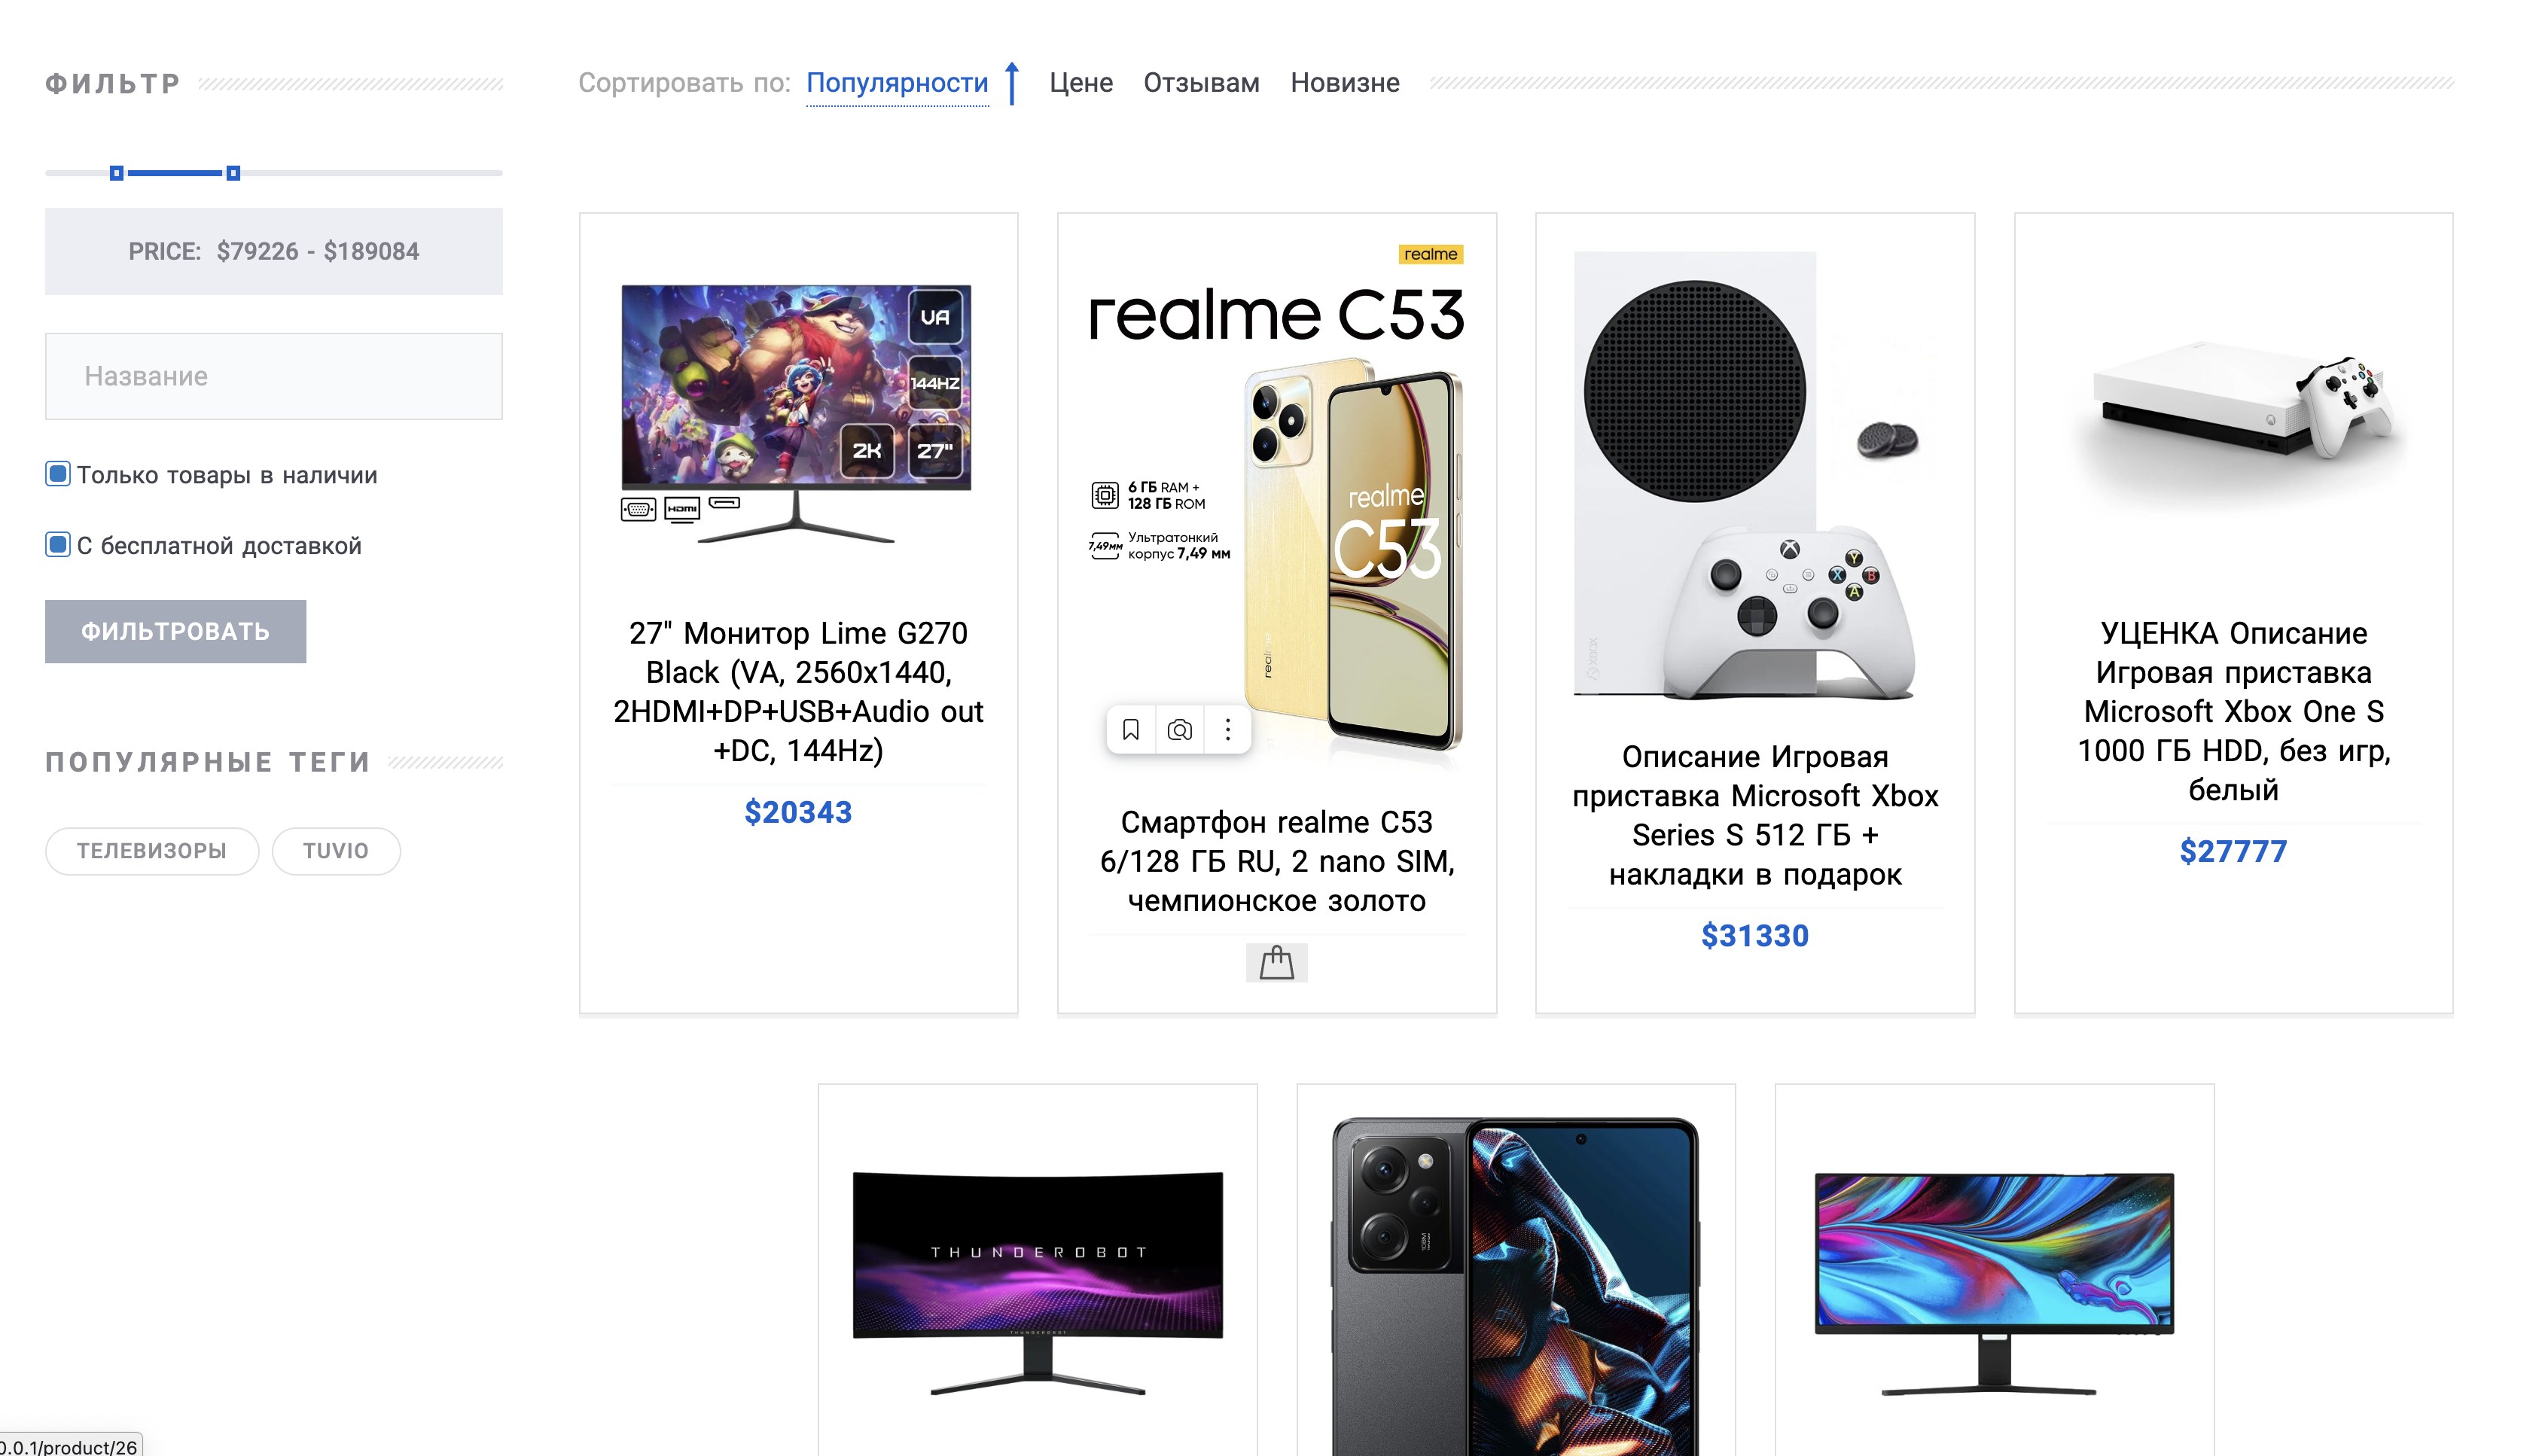 ФИЛЬТР
Сортировать по: Популярности Цене Отзывам Новизне
PRICE: $79226 - $189084
Название
Только товары в наличии
С бесплатной доставкой
ФИЛЬТРОВАТЬ
ПОПУЛЯРНЫЕ ТЕГИ
ТЕЛЕВИЗОРЫ TUVIO
VA
144HZ
2K 27"
HDMI
27" Монитор Lime G270
Black (VA, 2560x1440,
2HDMI+DP+USB+Audio out
+DC, 144Hz)
$20343
realme
realme C53
6 ГБ RAM +
128 ГБ ROM
7,49мм
Ультратонкий
корпус 7,49 мм
realme
C53
realme
Смартфон realme C53
6/128 ГБ RU, 2 nano SIM,
чемпионское золото
XBOX
Y
X B
A
Описание Игровая
приставка Microsoft Xbox
Series S 512 ГБ +
накладки в подарок
$31330
УЦЕНКА Описание
Игровая приставка
Microsoft Xbox One S
1000 ГБ HDD, без игр,
белый
$27777
THUNDEROBOT
THUNDEROBOT
108M
0.0.1/product/26